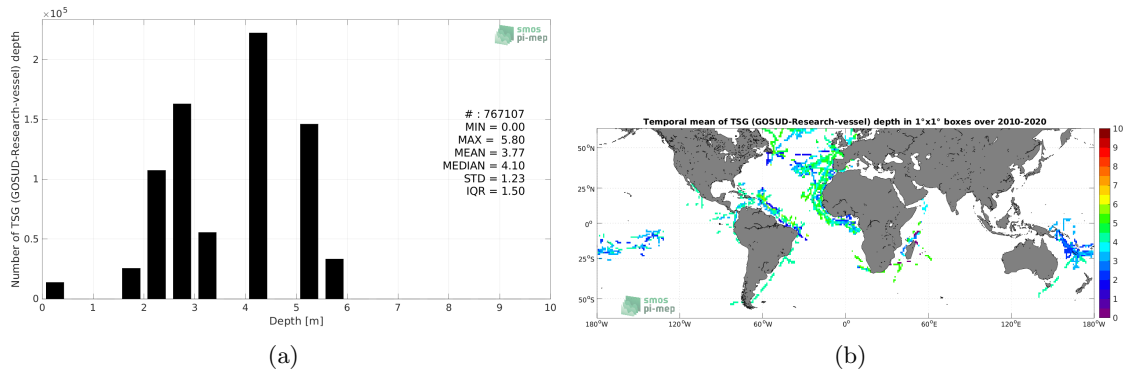 ×10⁵
smos
pi-mep
Number of TSG (GOSUD-Research-vessel) depth
2
1.5
1
0.5
0
# : 767107
MIN = 0.00
MAX = 5.80
MEAN = 3.77
MEDIAN = 4.10
STD = 1.23
IQR = 1.50
0 1 2 3 4 5 6 7 8 9 10
Depth [m]
(a)
Temporal mean of TSG (GOSUD-Research-vessel) depth in 1°x1° boxes over 2010-2020
50°N
25°N
0°
25°S
50°S
smos
pi-mep
180°W 120°W 60°W 0° 60°W 120°W 180°W
10
9
8
7
6
5
4
3
2
1
0
(b)